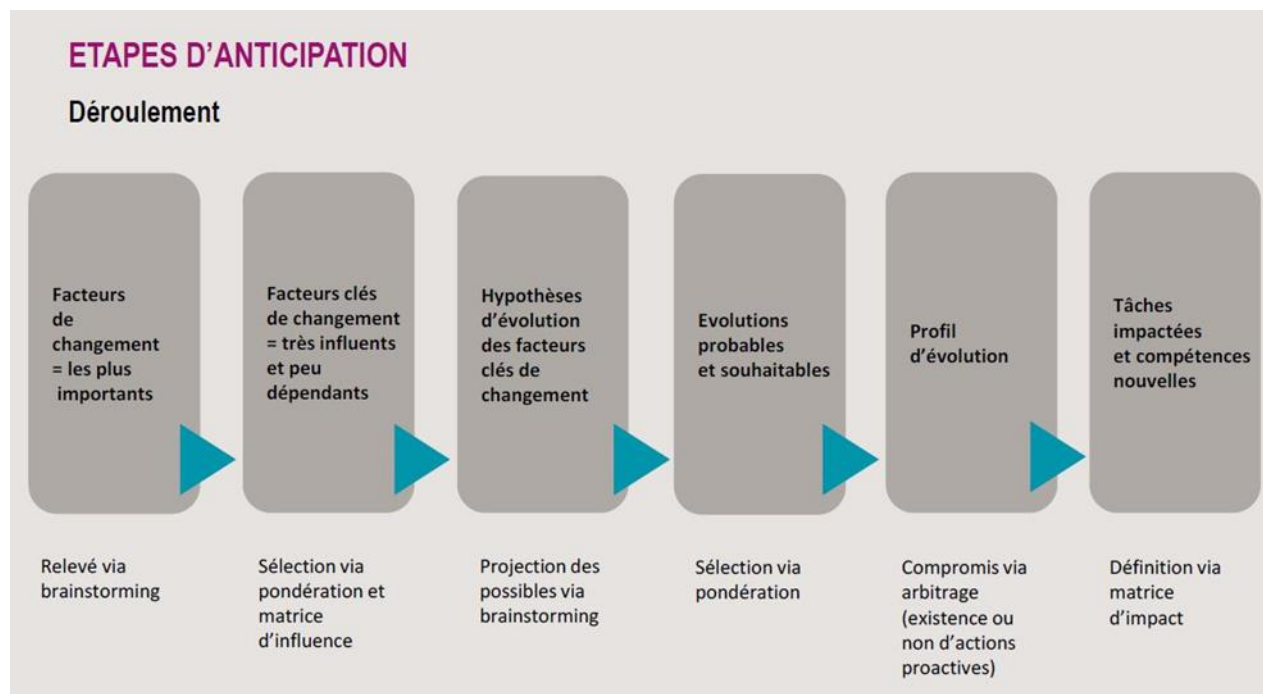 ETAPES D’ANTICIPATION
Déroulement
Facteurs
de
changement
= les plus
importants
Facteurs clés
de changement
= très influents
et peu
dépendants
Hypothèses
d’évolution
des facteurs
clés de
changement
Evolutions
probables
et souhaitables
Profil
d’évolution
Tâches
impactées
et compétences
nouvelles
Relevé via
brainstorming
Sélection via
pondération et
matrice
d’influence
Projection des
possibles via
brainstorming
Sélection via
pondération
Compromis via
arbitrage
(existence ou
non d’actions
proactives)
Définition via
matrice
d’impact